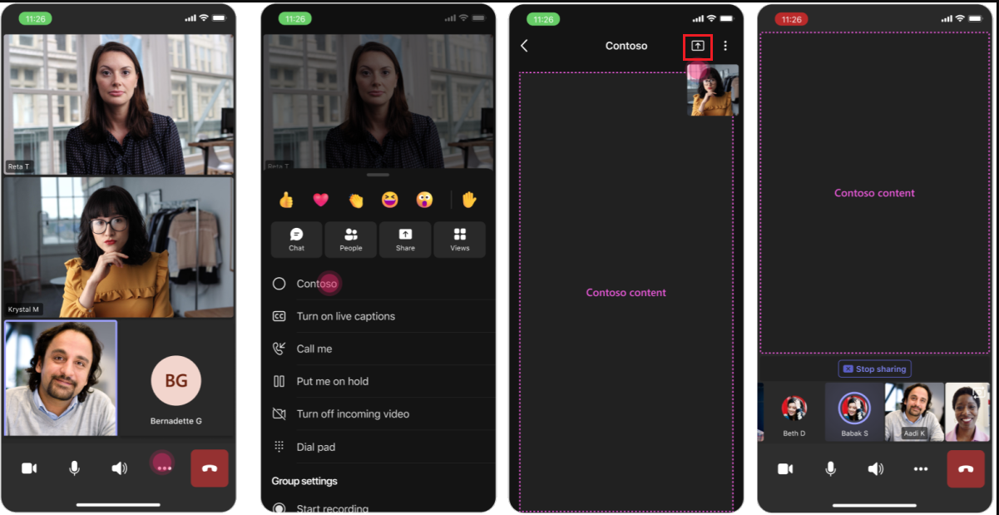 11:26
Reta T
Krystal M
BG
Bernadette G
11:26
Reta T
Chat
People
Share
Views
Contoso
CC
Turn on live captions
Call me
Put me on hold
Turn off incoming video
Dial pad
Group settings
Start recording
11:26
Contoso
Contoso content
11:26
Contoso content
Stop sharing
Beth D
Babak S
Aadi K